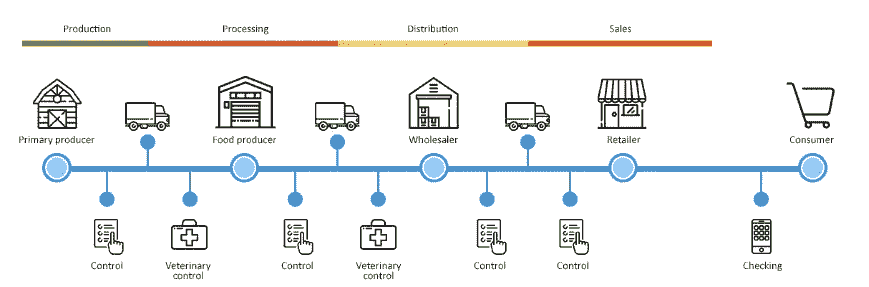 Production
Processing
Distribution
Sales
Primary producer
Food producer
Wholesaler
Retailer
Consumer
Control
Veterinary
control
Control
Veterinary
control
Control
Control
Checking